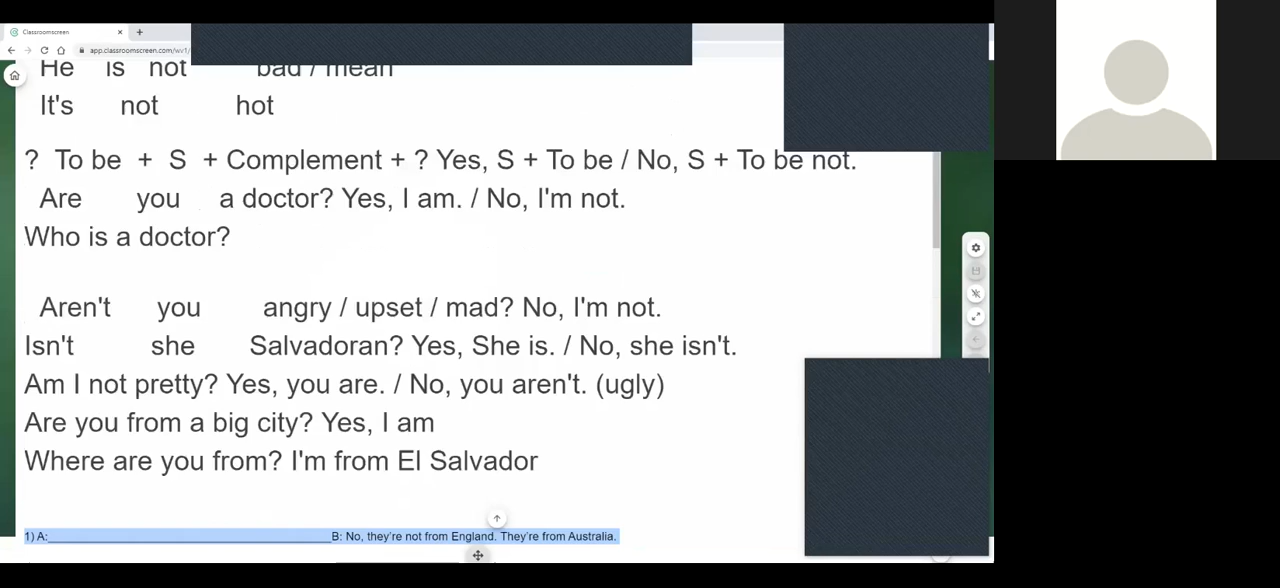 Classroomscreen
app.classroomscreen.com/wv1/
He is not bad / mean
It's not hot
? To be + S + Complement + ? Yes, S + To be / No, S + To be not.
Are you a doctor? Yes, I am. / No, I'm not.
Who is a doctor?
Aren't you angry / upset / mad? No, I'm not.
Isn't she Salvadoran? Yes, She is. / No, she isn't.
Am I not pretty? Yes, you are. / No, you aren't. (ugly)
Are you from a big city? Yes, I am
Where are you from? I'm from El Salvador
1) A:________________________________________B: No, they're not from England. They're from Australia.